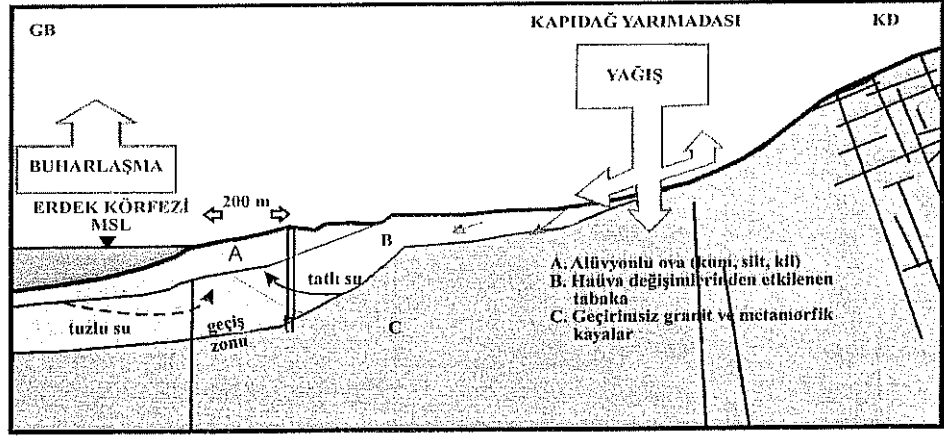 GB
KAPIDAĞ YARIMADASI
KD
YAĞIŞ
BUHARLAŞMA
ERDEK KÖRFEZİ
MSL
200 m
A
B
tatlı su
tuzlu su
geçiş
zonu
C
A. Alüvyonlu ova (kum, silt, kil)
B. Haüva değişimlerinden etkilenen
tabaka
C. Geçirimsiz granit ve metamorfik
kayalar